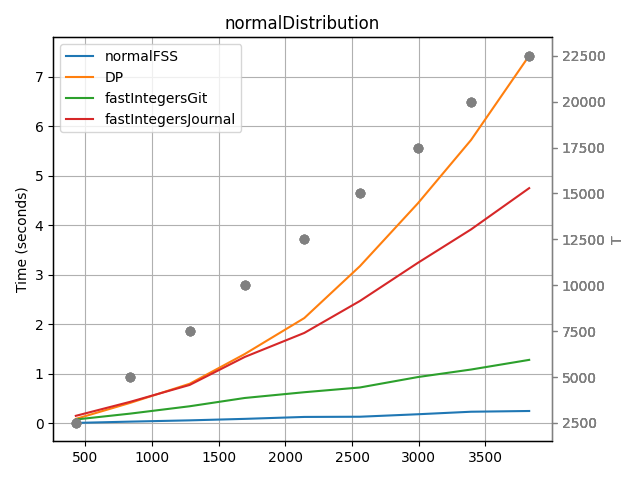 normalDistribution
normalFSS
DP
fastIntegersGit
fastIntegersJournal
Time (seconds)
7
6
5
4
3
2
1
0
22500
20000
17500
15000
12500
10000
7500
5000
2500
T
500 1000 1500 2000 2500 3000 3500